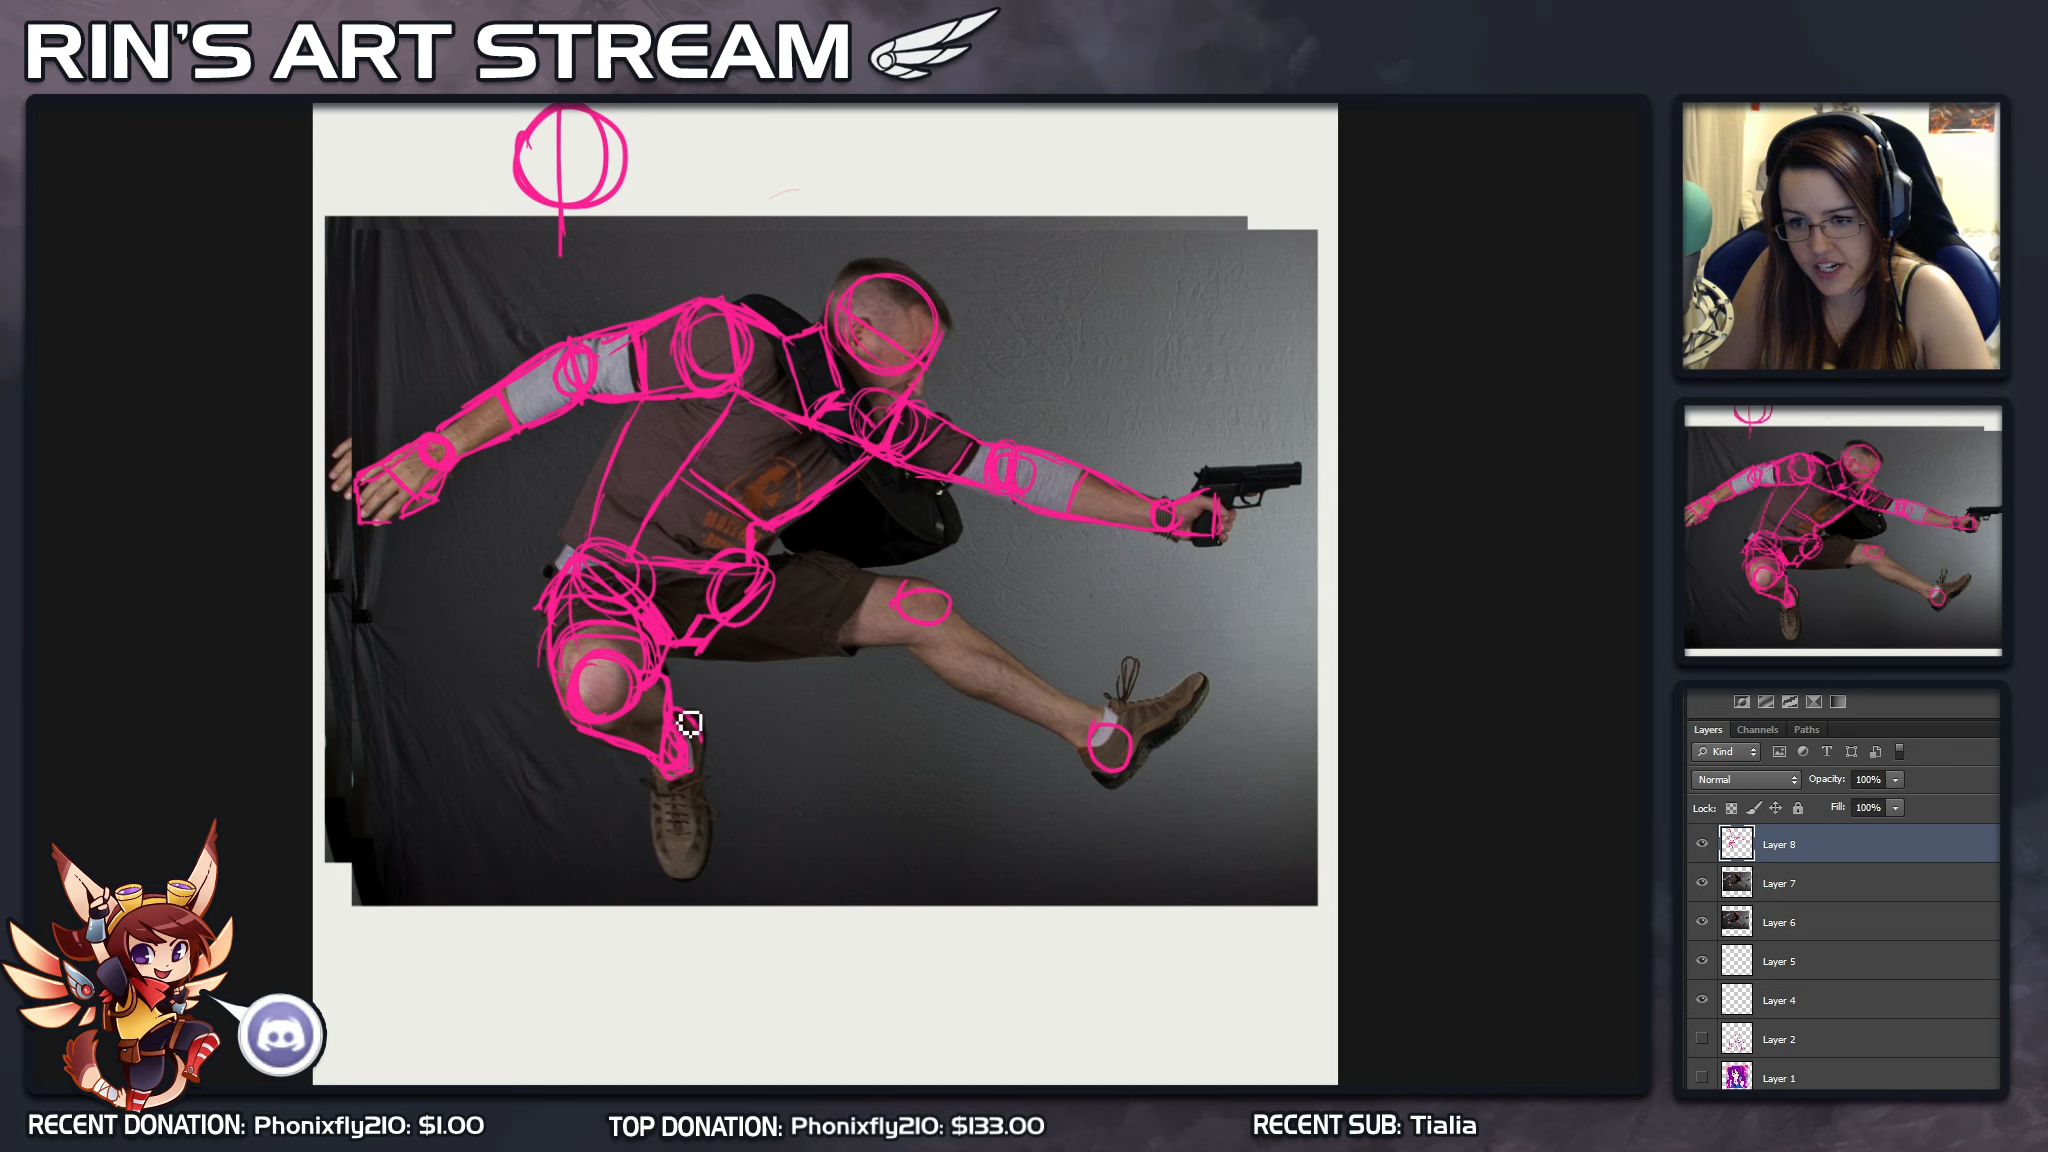 RIN'S ART STREAM
Layers Channels Paths
Kind
Normal Opacity: 100%
Lock: Fill: 100%
Layer 8
Layer 7
Layer 6
Layer 5
Layer 4
Layer 2
Layer 1
RECENT DONATION: Phonixfly210: $1.00 TOP DONATION: Phonixfly210: $133.00 RECENT SUB: Tialia